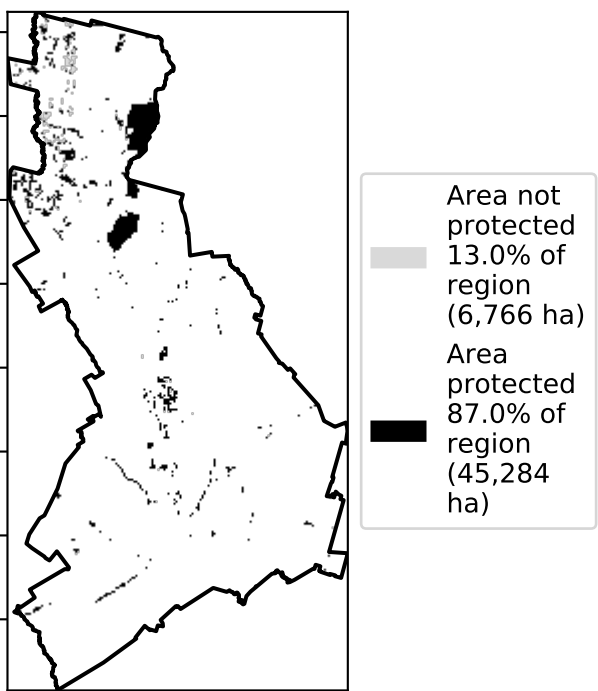 Area not
protected
13.0% of
region
(6,766 ha)
Area
protected
87.0% of
region
(45,284
ha)